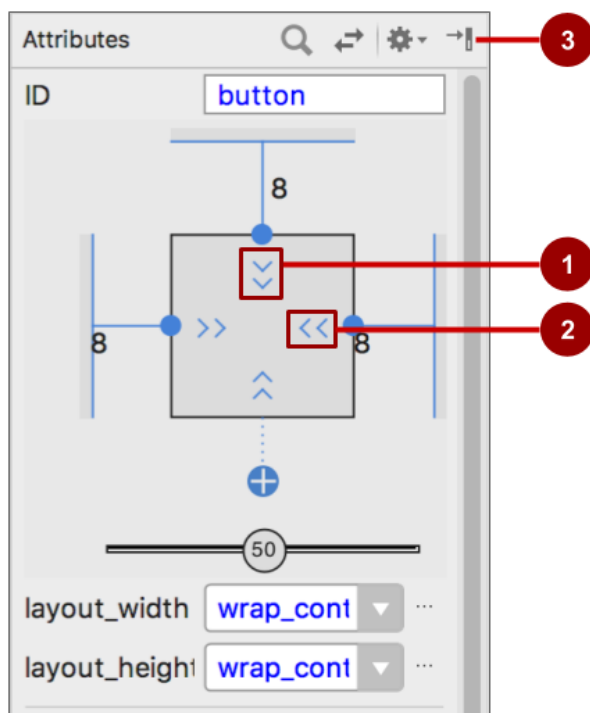 Attributes
3
ID
button
8
1
8
8
2
50
layout_width
wrap_cont
...
layout_height
wrap_cont
...